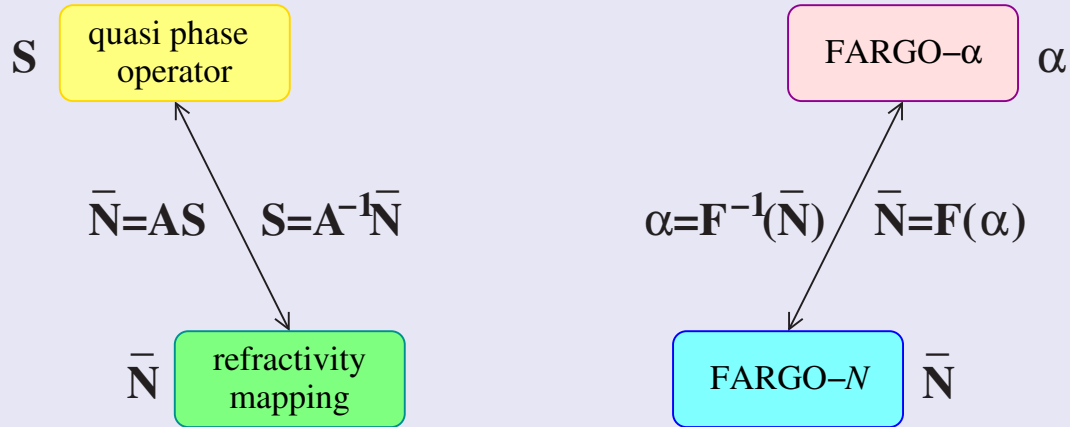 S
quasi phase
operator
FARGO–α
α
N̄=AS
S=A⁻¹N̄
α=F⁻¹(N̄)
N̄=F(α)
N̄
refractivity
mapping
FARGO–N
N̄